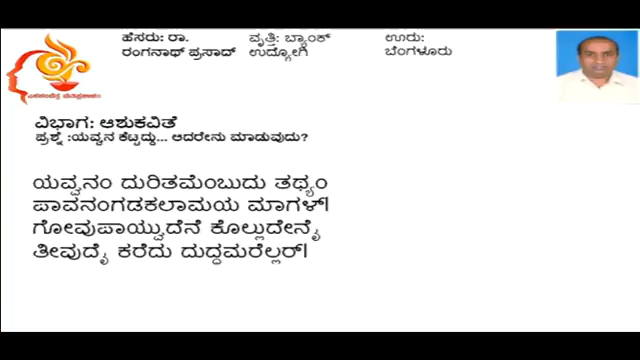 ಹೆಸರು: ರಾ. ವೃತ್ತಿ: ಬ್ಯಾಂಕ್ ಊರು:
ರಂಗನಾಥ್ ಪ್ರಸಾದ್ ಉದ್ಯೋಗಿ ಬೆಂಗಳೂರು
ವಿಭಾಗ: ಆಶುಕವಿತೆ
ಪ್ರಶ್ನೆ :ಯವ್ವನ ಕೆಟ್ಟದ್ದು... ಆದರೇನು ಮಾಡುವುದು?
ಯವ್ವನಂ ದುರಿತಮೆಂಬುದು ತಥ್ಯಂ
ಪಾವನಂಗಡಕಲಾಮಯ ಮಾಗಳ್।
ಗೋವುಪಾಯ್ವುದೆನೆ ಕೊಲ್ಲುದೇನೈ
ತೀವುದೈ ಕರೆದು ದುದ್ದಮರೆಲ್ಲರ್।